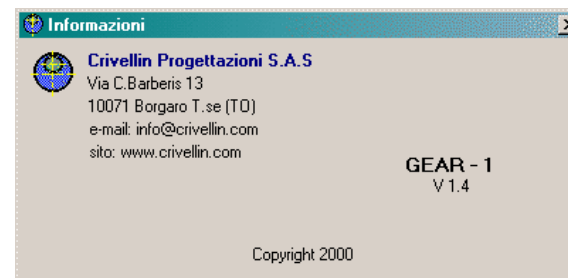 Informazioni
Crivellin Progettazioni S.A.S
Via C.Barberis 13
10071 Borgaro T.se (TO)
e-mail: info@crivellin.com
sito: www.crivellin.com
GEAR - 1
V 1.4
Copyright 2000